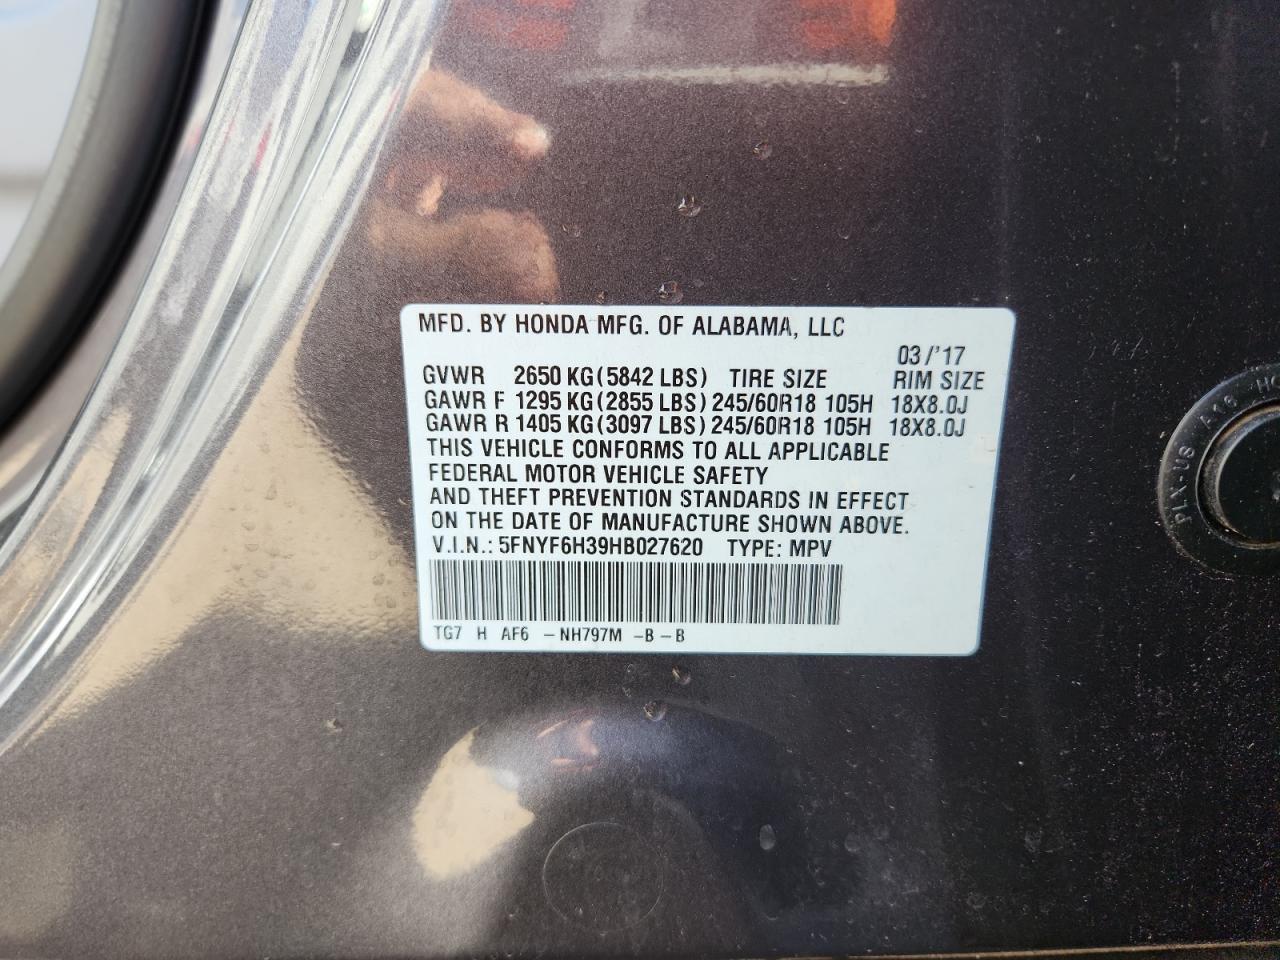 MFD. BY HONDA MFG. OF ALABAMA, LLC
03/'17
GVWR 2650 KG (5842 LBS) TIRE SIZE RIM SIZE
GAWR F 1295 KG (2855 LBS) 245/60R18 105H 18X8.0J
GAWR R 1405 KG (3097 LBS) 245/60R18 105H 18X8.0J
THIS VEHICLE CONFORMS TO ALL APPLICABLE
FEDERAL MOTOR VEHICLE SAFETY
AND THEFT PREVENTION STANDARDS IN EFFECT
ON THE DATE OF MANUFACTURE SHOWN ABOVE.
V.I.N.: 5FNYF6H39HB027620 TYPE: MPV
TG7 H AF6 -NH797M -B-B